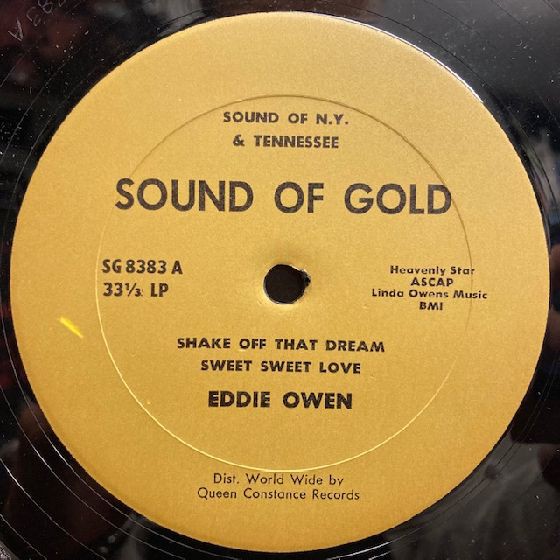 SOUND OF N.Y.
& TENNESSEE
SOUND OF GOLD
SG 8383 A
33⅓ LP
Heavenly Star
ASCAP
Linda Owens Music
BMI
SHAKE OFF THAT DREAM
SWEET SWEET LOVE
EDDIE OWEN
Dist. World Wide by
Queen Constance Records